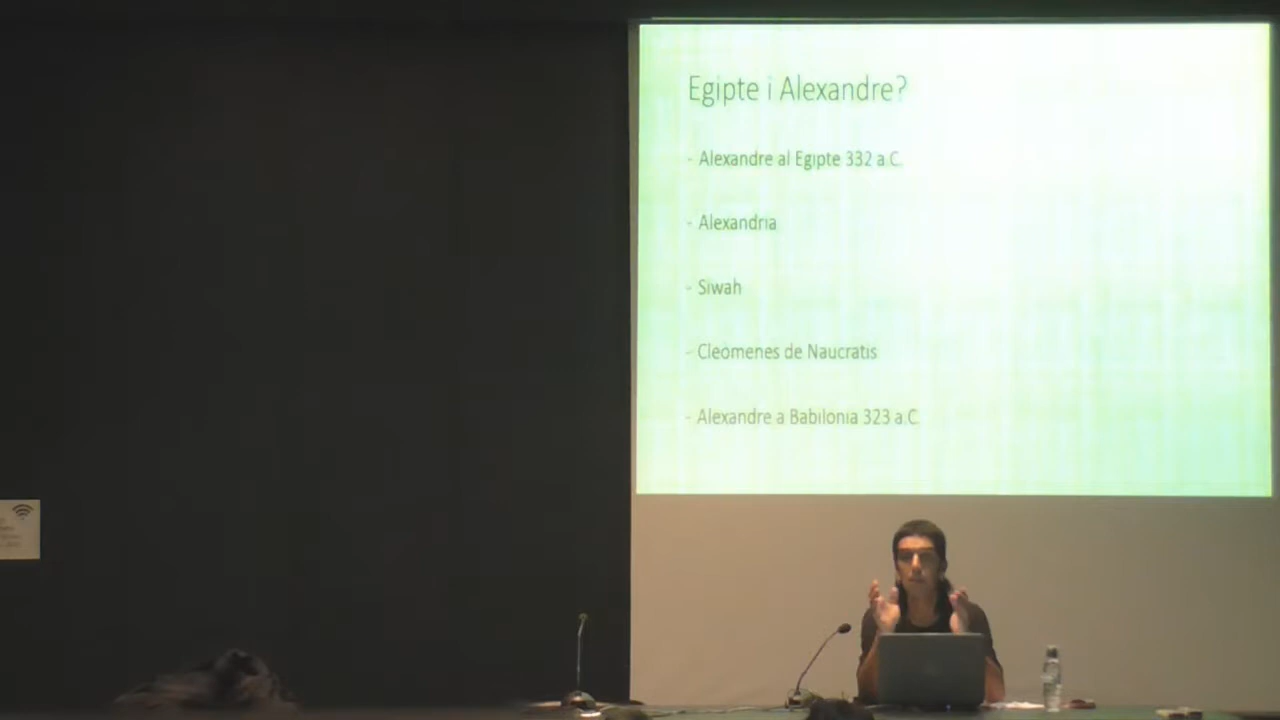 Egipte i Alexandre?
- Alexandre al Egipte 332 a.C.
- Alexandria
- Siwah
- Cleomenes de Naucratis
- Alexandre a Babilonia 323 a.C.